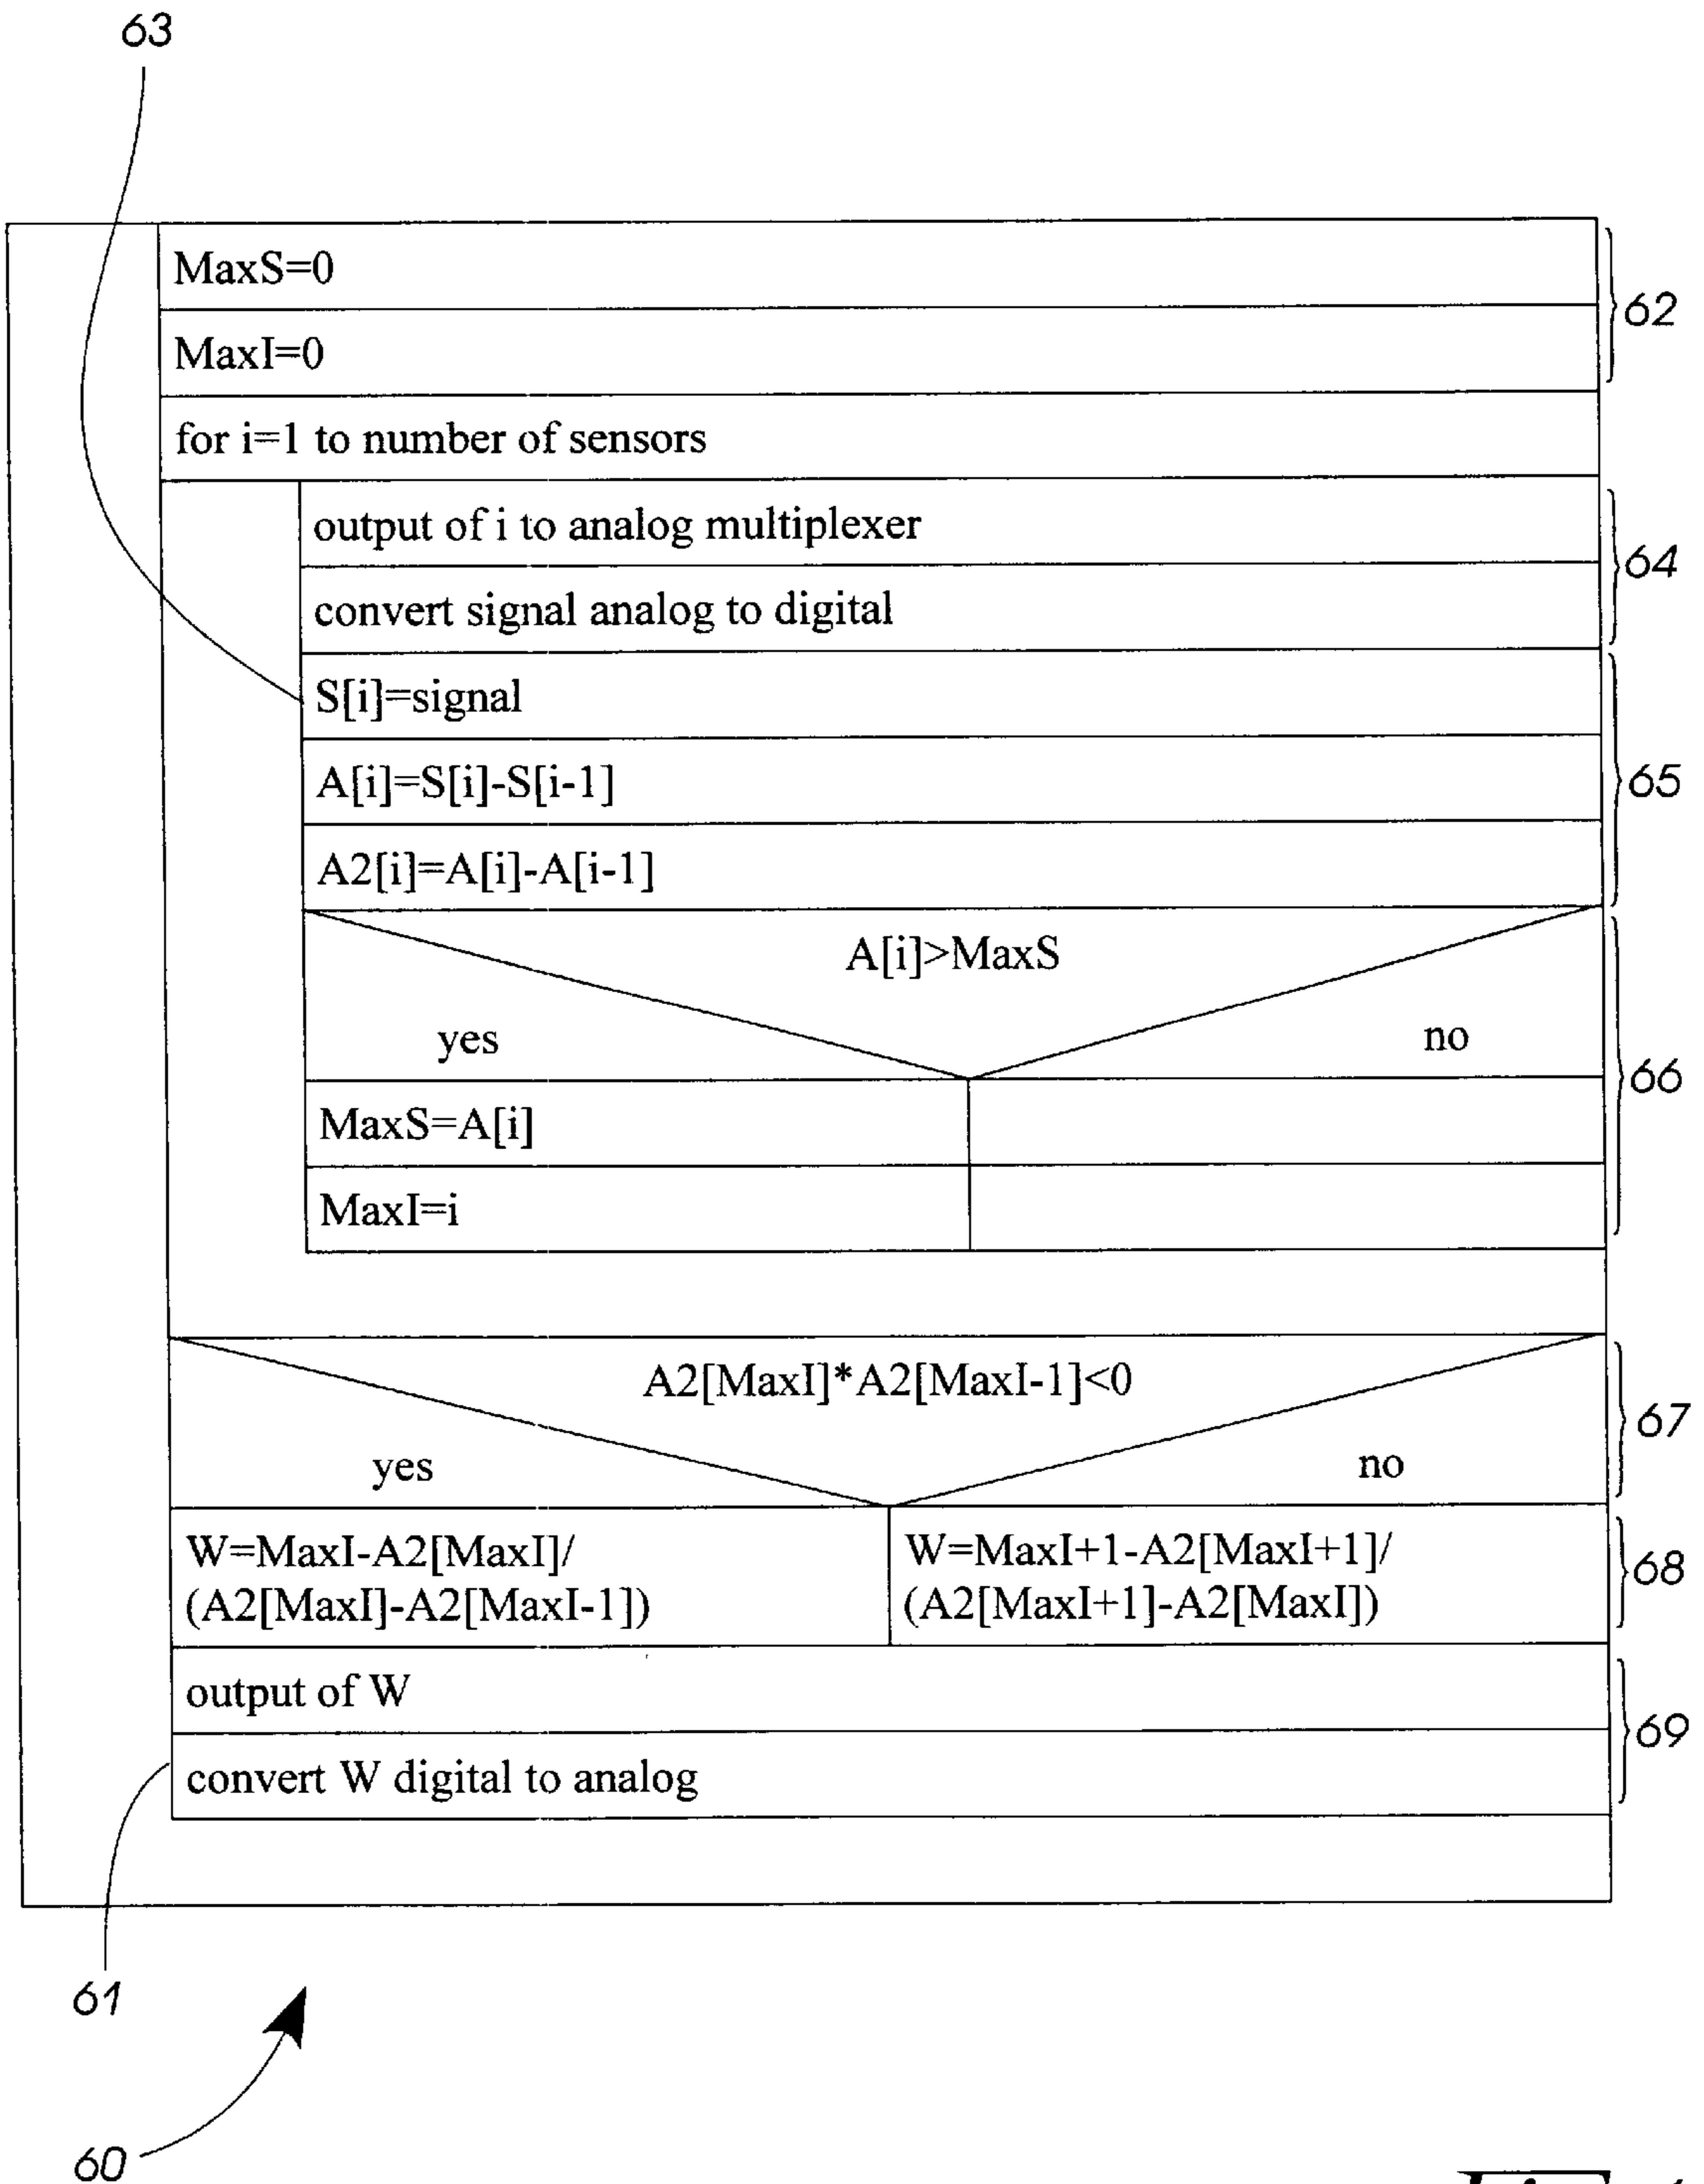 63
MaxS=0
62
MaxI=0
for i=1 to number of sensors
output of i to analog multiplexer
64
convert signal analog to digital
S[i]=signal
A[i]=S[i]-S[i-1]
65
A2[i]=A[i]-A[i-1]
A[i]>MaxS
yes
no
66
MaxS=A[i]
MaxI=i
A2[MaxI]*A2[MaxI-1]<0
67
yes
no
W=MaxI-A2[MaxI]/
(A2[MaxI]-A2[MaxI-1])
W=MaxI+1-A2[MaxI+1]/
(A2[MaxI+1]-A2[MaxI])
68
output of W
69
convert W digital to analog
61
60